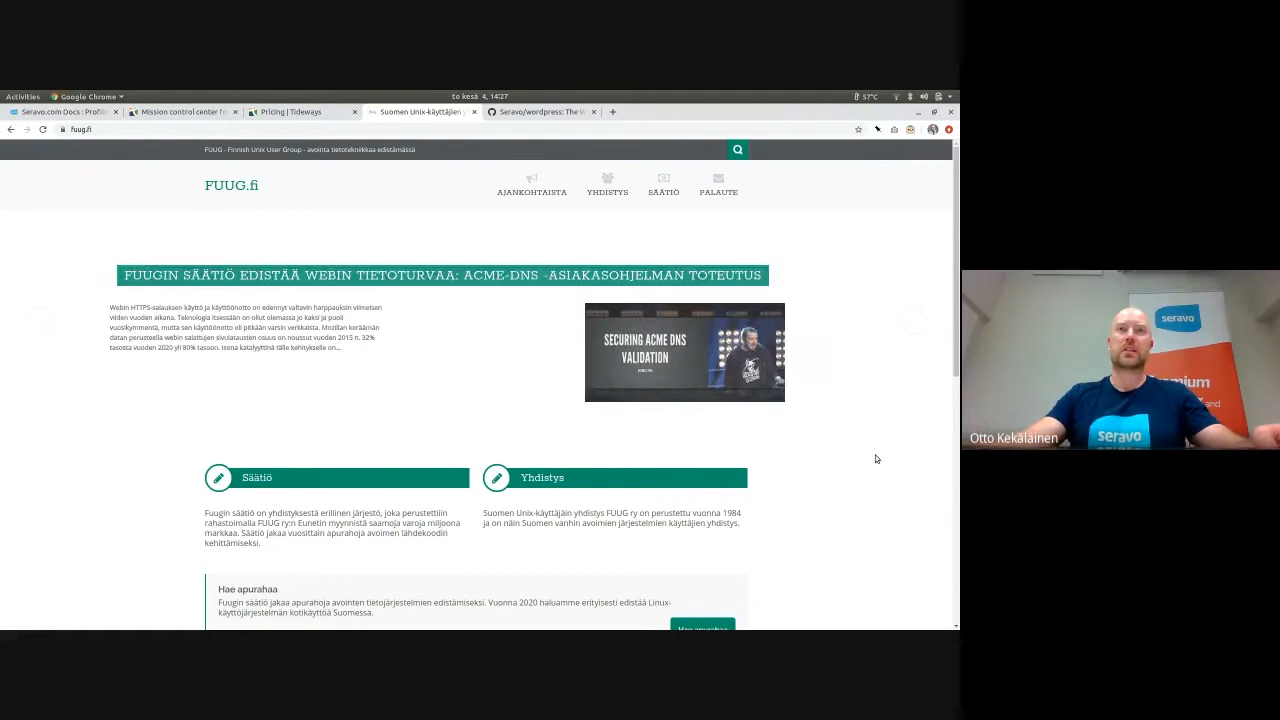 Activities Google Chrome to kesä 4, 14:27 57°C
Seravo.com Docs : Profili Mission control center fo Pricing | Tideways Suomen Unix-käyttäjien Seravo/wordpress: The W
fuug.fi
FUUG - Finnish Unix User Group - avointa tietotekniikkaa edistämässä
FUUG.fi
AJANKOHTAISTA YHDISTYS SÄÄTIÖ PALAUTE
FUUGIN SÄÄTIÖ EDISTÄÄ WEBIN TIETOTURVAA: ACME-DNS -ASIAKASOHJELMAN TOTEUTUS
Webin HTTPS-salauksen käyttö ja käyttöönotto on edennyt valtavin harppauksin viimeisen
viiden vuoden aikana. Teknologia itsessään on ollut olemassa jo kaksi ja puoli
vuosikymmentä, mutta sen käyttöönotto oli pitkään varsin verkkaista. Mozillan keräämän
datan perusteella webin salattujen sivulatausten osuus on noussut vuoden 2015 n. 32%
tasosta vuoden 2020 yli 80% tasoon. Isona katalyyttinä tälle kehitykselle on...
SECURING ACME DNS
VALIDATION
Säätiö
Fuugin säätiö on yhdistyksestä erillinen järjestö, joka perustettiin
rahastoimalla FUUG ry:n Eunetin myynnistä saamoja varoja miljoona
markkaa. Säätiö jakaa vuosittain apurahoja avoimen lähdekoodin
kehittämiseksi.
Yhdistys
Suomen Unix-käyttäjäin yhdistys FUUG ry on perustettu vuonna 1984
ja on näin Suomen vanhin avoimien järjestelmien käyttäjien yhdistys.
Hae apurahaa
Fuugin säätiö jakaa apurahoja avointen tietojärjestelmien edistämiseksi. Vuonna 2020 haluamme erityisesti edistää Linux-
käyttöjärjestelmän kotikäyttöä Suomessa.
Hae apurahaa
seravo
and
seravo
Otto Kekäläinen